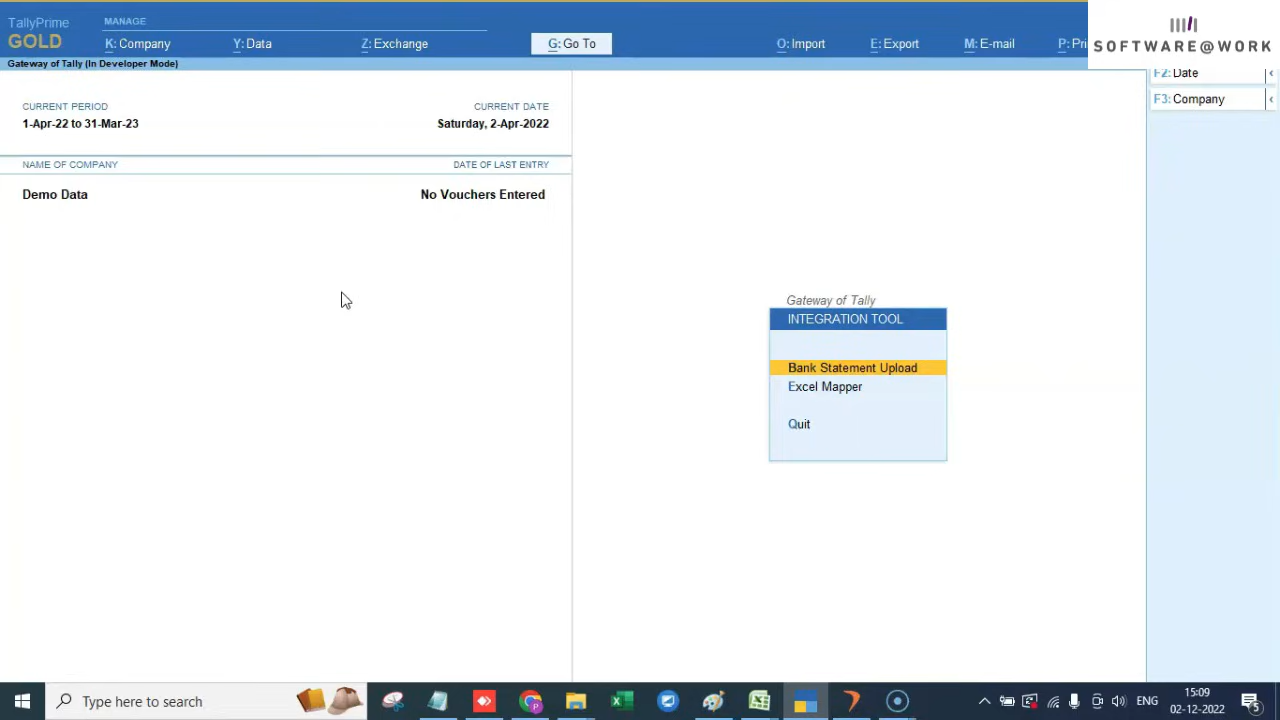 TallyPrime
GOLD
MANAGE
K: Company
Y: Data
Z: Exchange
G: Go To
O: Import
E: Export
M: E-mail
P: Pri
SOFTWARE@WORK
Gateway of Tally (In Developer Mode)
F2: Date
F3: Company
CURRENT PERIOD
CURRENT DATE
1-Apr-22 to 31-Mar-23
Saturday, 2-Apr-2022
NAME OF COMPANY
DATE OF LAST ENTRY
Demo Data
No Vouchers Entered
Gateway of Tally
INTEGRATION TOOL
Bank Statement Upload
Excel Mapper
Quit
Type here to search
ENG
15:09
02-12-2022
5